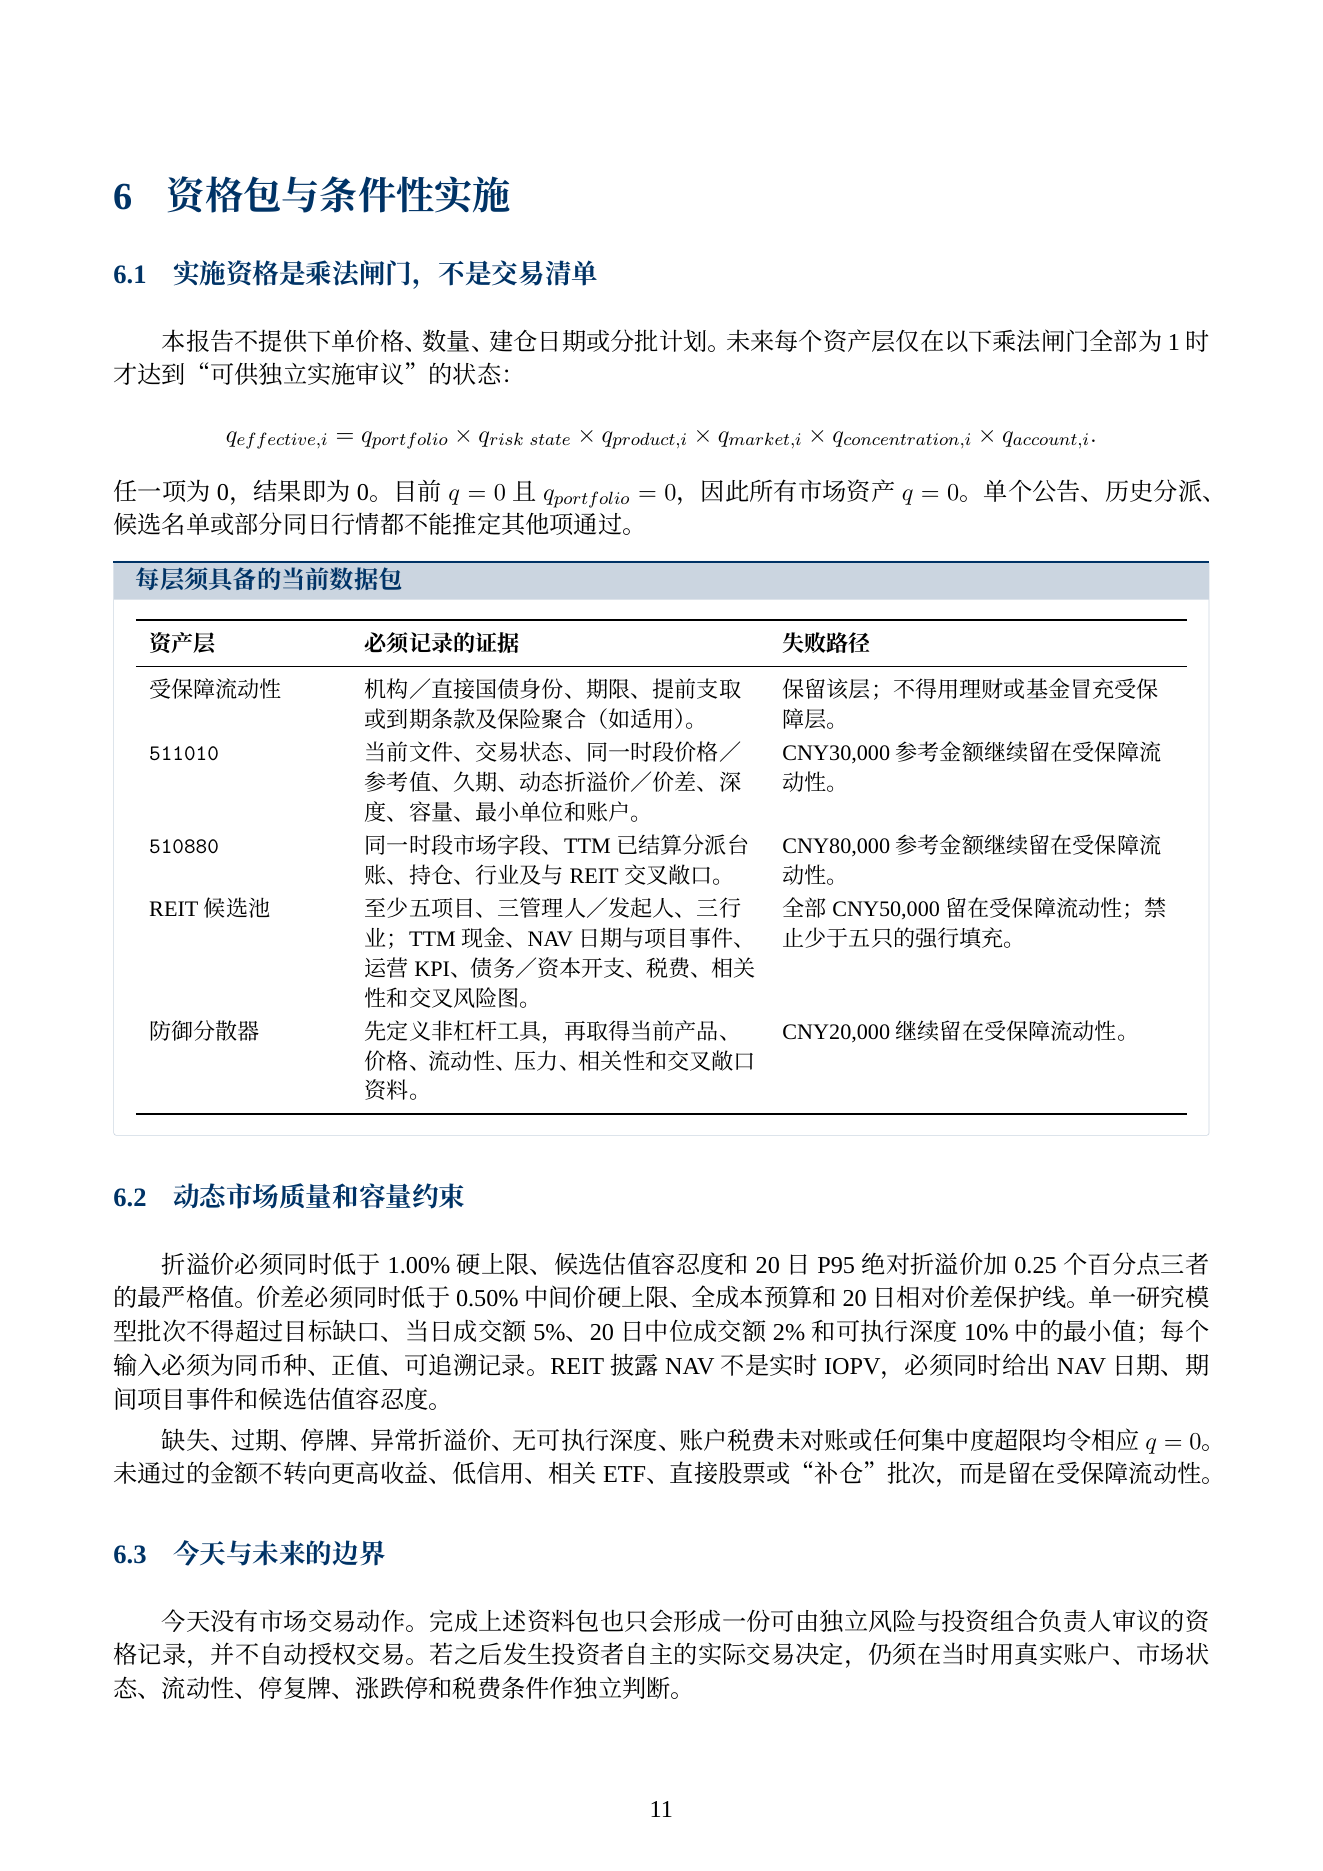 6 资格包与条件性实施
6.1 实施资格是乘法闸门，不是交易清单
本报告不提供下单价格、数量、建仓日期或分批计划。未来每个资产层仅在以下乘法闸门全部为 1 时
才达到“可供独立实施审议”的状态：
q_{effective,i} = q_{portfolio} × q_{risk state} × q_{product,i} × q_{market,i} × q_{concentration,i} × q_{account,i}.
任一项为 0，结果即为 0。目前 q = 0 且 q_{portfolio} = 0，因此所有市场资产 q = 0。单个公告、历史分派、
候选名单或部分同日行情都不能推定其他项通过。
每层须具备的当前数据包
资产层 必须记录的证据 失败路径
受保障流动性 机构／直接国债身份、期限、提前支取 保留该层；不得用理财或基金冒充受保
或到期条款及保险聚合（如适用）。 障层。
511010 当前文件、交易状态、同一时段价格／ CNY30,000 参考金额继续留在受保障流
参考值、久期、动态折溢价／价差、深 动性。
度、容量、最小单位和账户。
510880 同一时段市场字段、TTM 已结算分派台 CNY80,000 参考金额继续留在受保障流
账、持仓、行业及与 REIT 交叉敞口。 动性。
REIT 候选池 至少五项目、三管理人／发起人、三行 全部 CNY50,000 留在受保障流动性；禁
业；TTM 现金、NAV 日期与项目事件、 止少于五只的强行填充。
运营 KPI、债务／资本开支、税费、相关
性和交叉风险图。
防御分散器 先定义非杠杆工具，再取得当前产品、 CNY20,000 继续留在受保障流动性。
价格、流动性、压力、相关性和交叉敞口
资料。
6.2 动态市场质量和容量约束
折溢价必须同时低于 1.00% 硬上限、候选估值容忍度和 20 日 P95 绝对折溢价加 0.25 个百分点三者
的最严格值。价差必须同时低于 0.50% 中间价硬上限、全成本预算和 20 日相对价差保护线。单一研究模
型批次不得超过目标缺口、当日成交额 5%、20 日中位成交额 2% 和可执行深度 10% 中的最小值；每个
输入必须为同币种、正值、可追溯记录。REIT 披露 NAV 不是实时 IOPV，必须同时给出 NAV 日期、期
间项目事件和候选估值容忍度。
缺失、过期、停牌、异常折溢价、无可执行深度、账户税费未对账或任何集中度超限均令相应 q = 0。
未通过的金额不转向更高收益、低信用、相关 ETF、直接股票或“补仓”批次，而是留在受保障流动性。
6.3 今天与未来的边界
今天没有市场交易动作。完成上述资料包也只会形成一份可由独立风险与投资组合负责人审议的资
格记录，并不自动授权交易。若之后发生投资者自主的实际交易决定，仍须在当时用真实账户、市场状
态、流动性、停复牌、涨跌停和税费条件作独立判断。
11